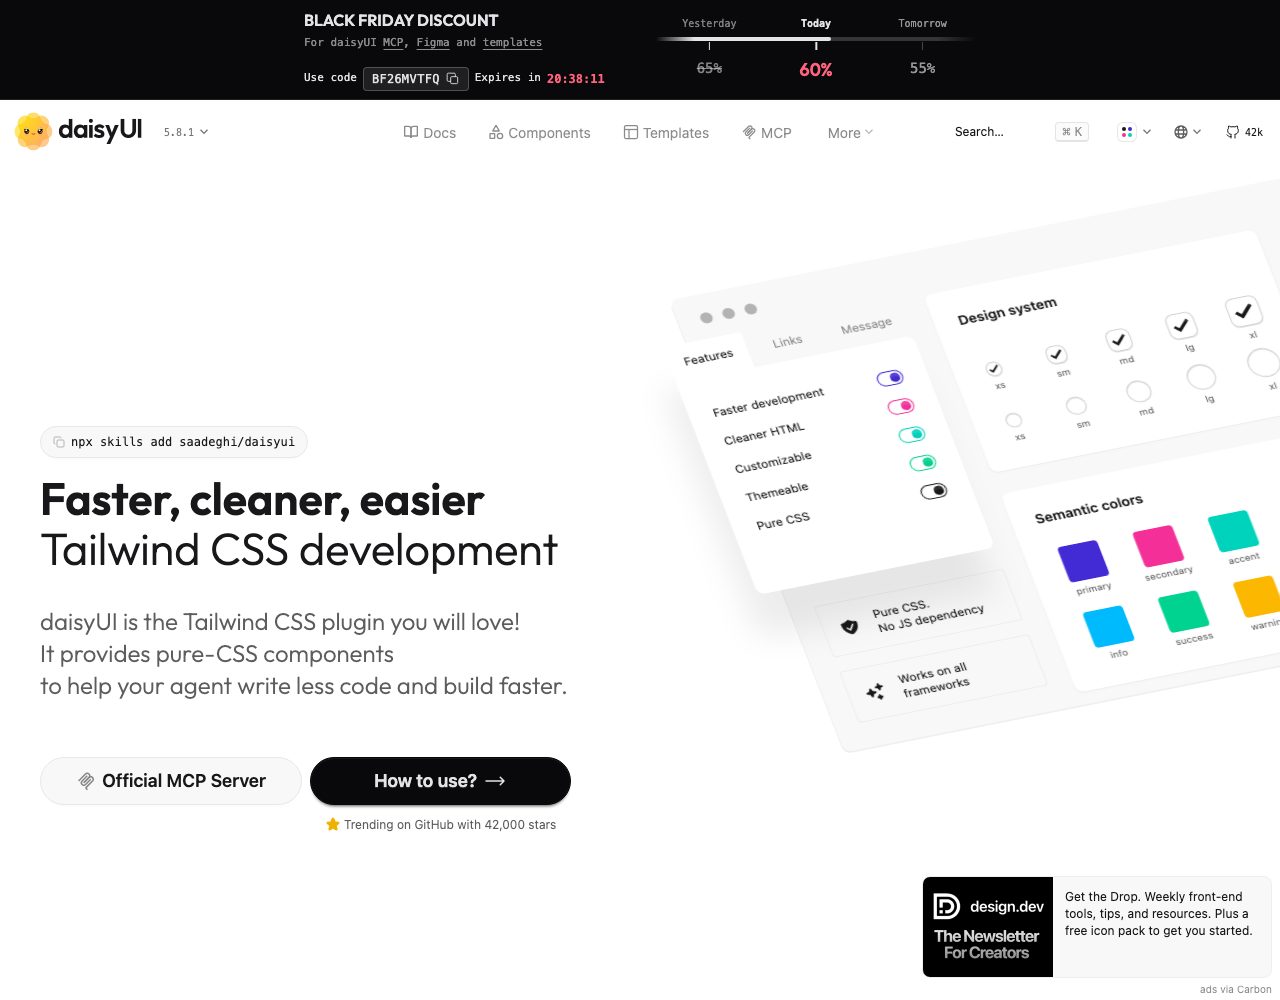 BLACK FRIDAY DISCOUNT
For daisyUI MCP, Figma and templates
Use code BF26MVTFQ Expires in 20:38:11
Yesterday Today Tomorrow
65% 60% 55%
daisyUI 5.8.1 Docs Components Templates MCP More Search… ⌘ K 42k
Design system
xs sm md lg xl
xs sm md lg xl
Features Links Message
Faster development
Cleaner HTML
Customizable
Themeable
Pure CSS
Semantic colors
primary secondary accent
info success warnin
Pure CSS.
No JS dependency
Works on all
frameworks
npx skills add saadeghi/daisyui
Faster, cleaner, easier
Tailwind CSS development
daisyUI is the Tailwind CSS plugin you will love!
It provides pure-CSS components
to help your agent write less code and build faster.
Official MCP Server How to use? →
Trending on GitHub with 42,000 stars
design.dev
The Newsletter
For Creators
Get the Drop. Weekly front-end
tools, tips, and resources. Plus a
free icon pack to get you started.
ads via Carbon